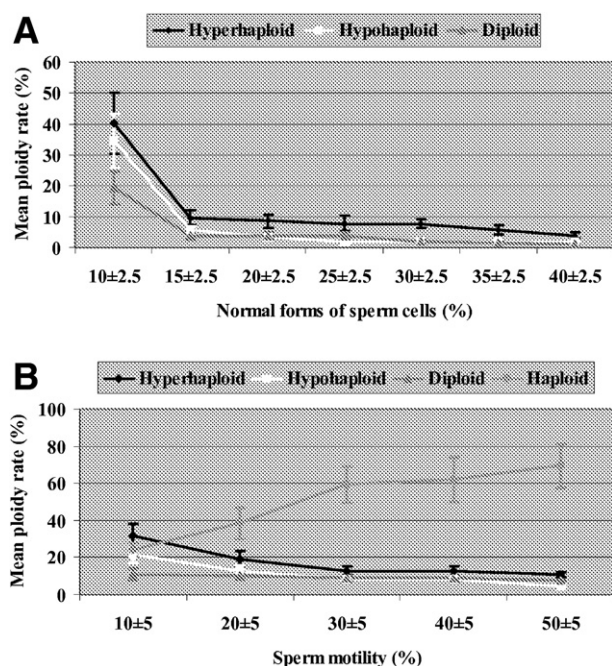 A
Hyperhaploid Hypohaploid Diploid
Mean ploidy rate (%)
60
50
40
30
20
10
0
10±2.5 15±2.5 20±2.5 25±2.5 30±2.5 35±2.5 40±2.5
Normal forms of sperm cells (%)
B
Hyperhaploid Hypohaploid Diploid Haploid
Mean ploidy rate (%)
100
80
60
40
20
0
10±5 20±5 30±5 40±5 50±5
Sperm motility (%)